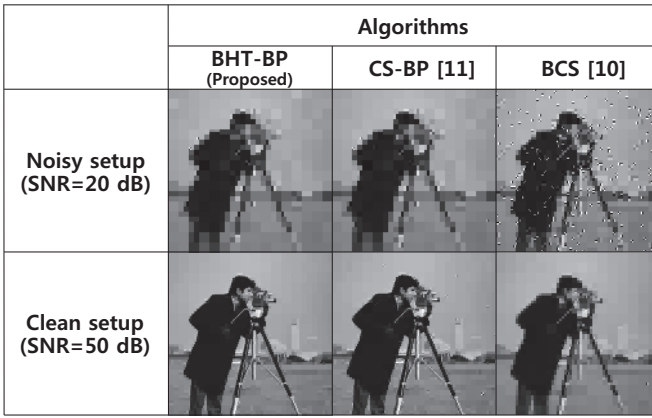 Algorithms
BHT-BP
(Proposed)
CS-BP [11]
BCS [10]
Noisy setup
(SNR=20 dB)
Clean setup
(SNR=50 dB)